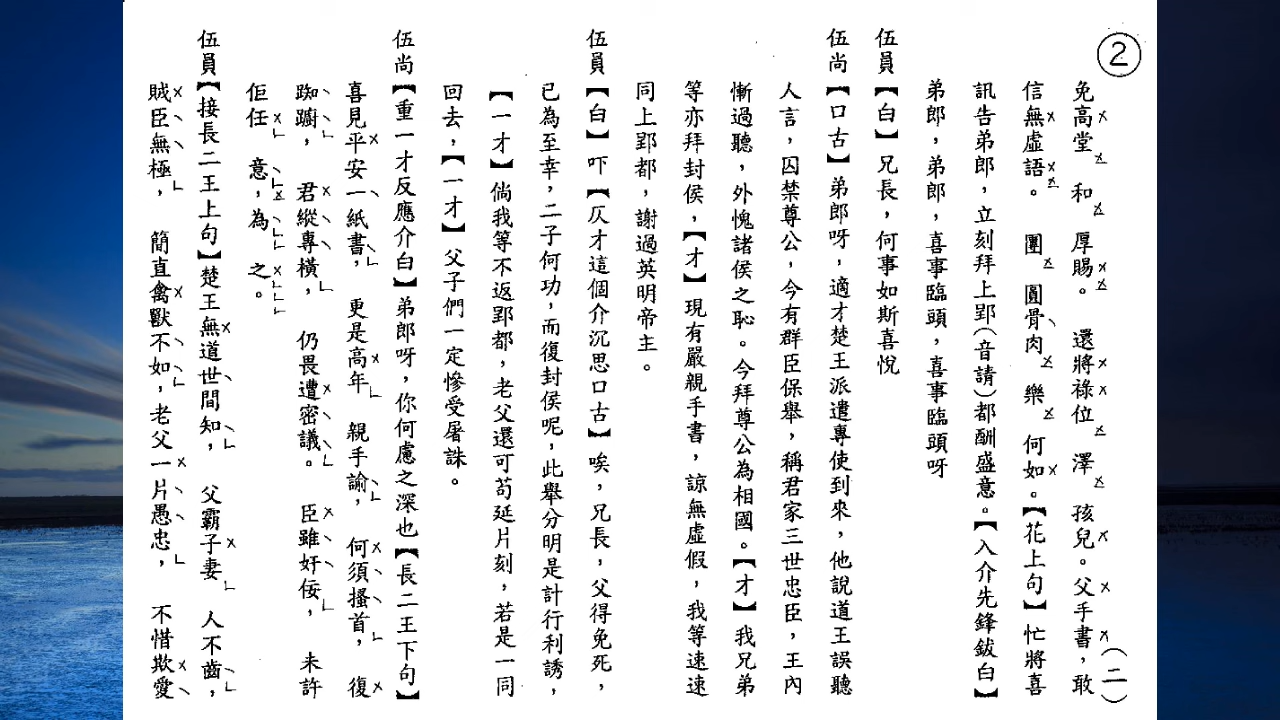 ②
(二)
免高堂 和 厚賜。 還將祿位 澤 孩兒。父手書，敢
信無虛語。 團 圓骨肉 樂 何如。【花上句】忙將喜
訊告弟郎，立刻拜上郢(音請)都酬盛意。【入介先鋒鈸白】
弟郎，弟郎，喜事臨頭，喜事臨頭呀
伍員【白】兄長，何事如斯喜悅
伍尚【口古】弟郎呀，適才楚王派遣專使到來，他說道王誤聽
人言，囚禁尊公，今有群臣保舉，稱君家三世忠臣，王內
慚過聽，外愧諸侯之恥。今拜尊公為相國。【才】我兄弟
等亦拜封侯，【才】現有嚴親手書，諒無虛假，我等速速
同上郢都，謝過英明帝主。
伍員【白】吓【仄才這個介沉思口古】唉，兄長，父得免死，
已為至幸，二子何功，而復封侯呢，此舉分明是計行利誘，
【一才】倘我等不返郢都，老父還可苟延片刻，若是一同
回去，【一才】父子們一定慘受屠誅。
伍尚【重一才反應介白】弟郎呀，你何慮之深也【長二王下句】
喜見平安一紙書， 更是高年 親手諭， 何須搔首， 復
踟躕， 君縱專橫， 仍畏遭密議。 臣雖奸佞， 未許
佢任 意，為 之。
伍員【接長二王上句】楚王無道世間知， 父霸子妻 人不齒，
賊臣無極， 簡直禽獸不如，老父一片愚忠， 不惜欺愛